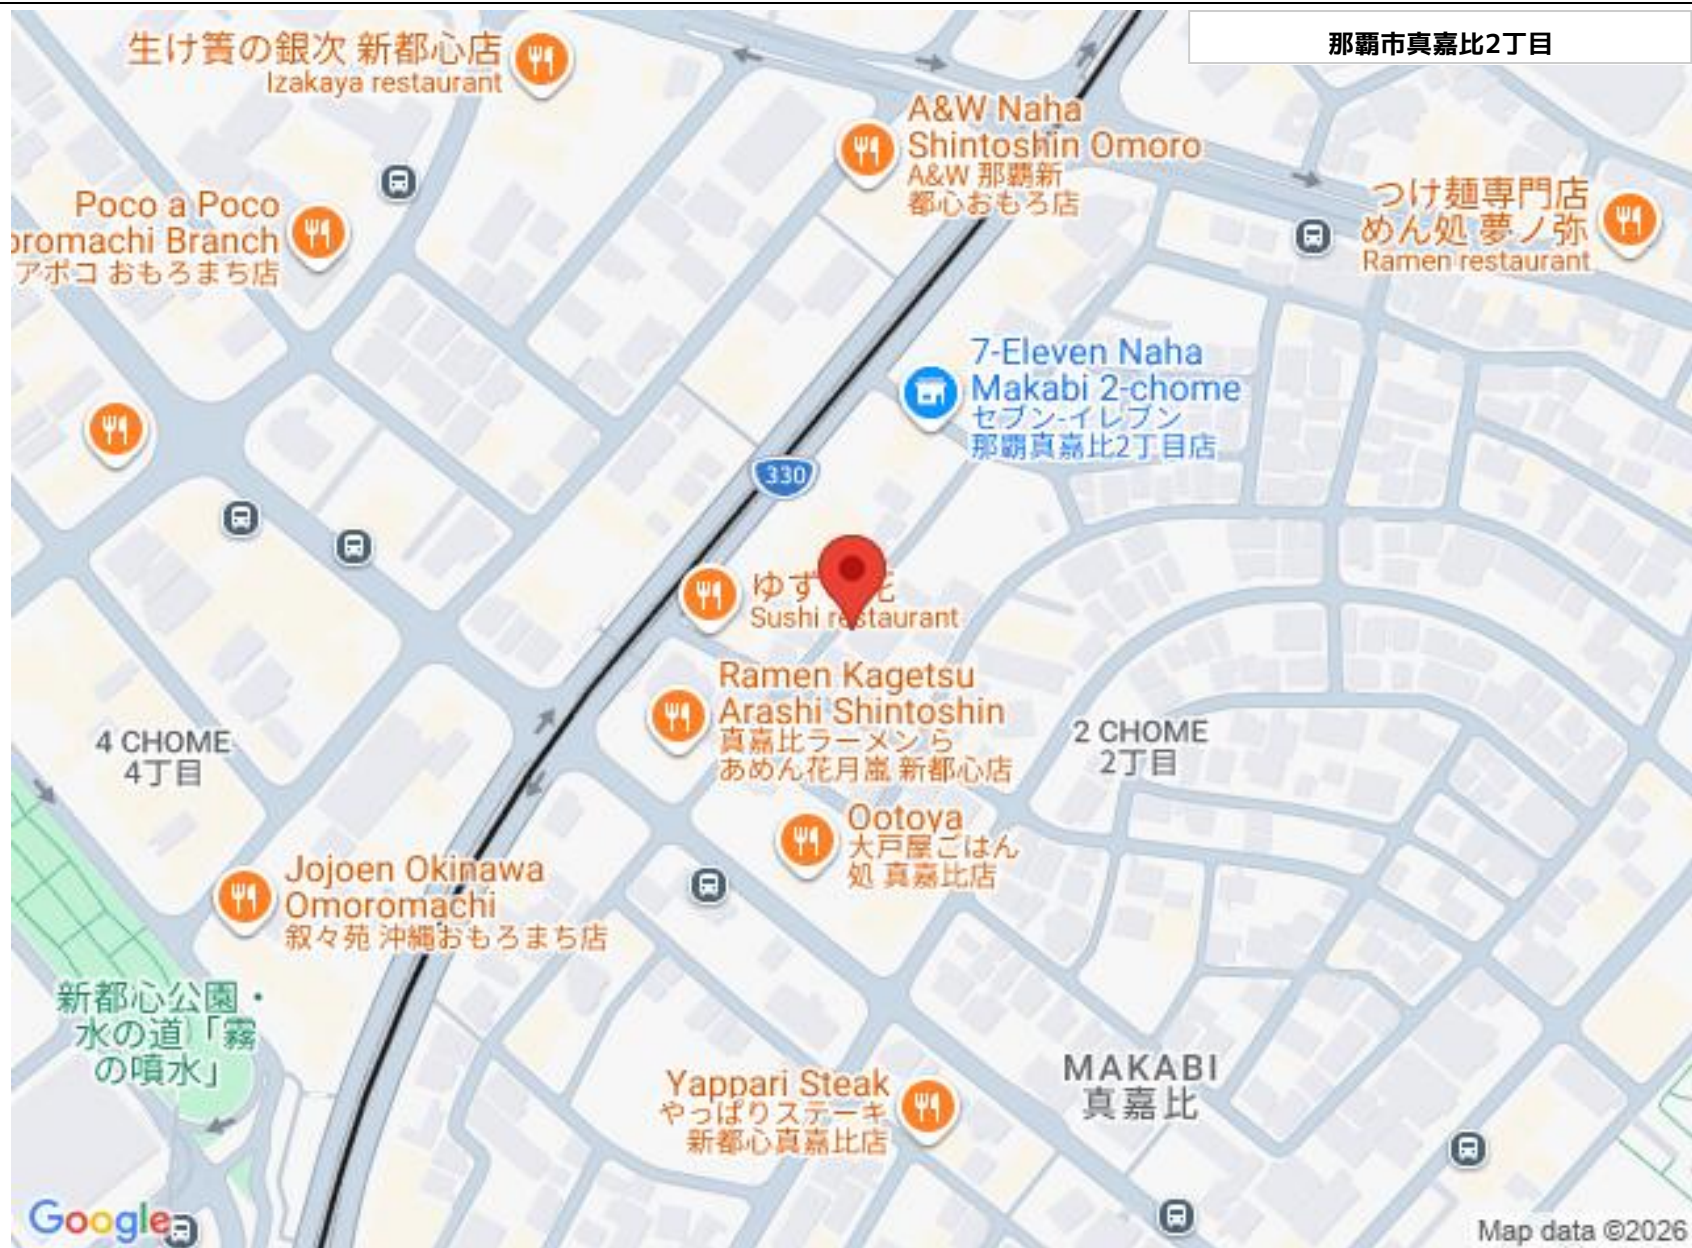 那覇市真嘉比2丁目
生け簀の銀次 新都心店
Izakaya restaurant
A&W Naha
Shintoshin Omoro
A&W 那覇新
都心おもろ店
つけ麺専門店
めん処 夢ノ弥
Ramen restaurant
Poco a Poco
oromachi Branch
アポコ おもろまち店
7-Eleven Naha
Makabi 2-chome
セブン-イレブン
那覇真嘉比2丁目店
330
ゆず
花
Sushi restaurant
Ramen Kagetsu
Arashi Shintoshin
真嘉比ラーメン ら
あめん花月嵐 新都心店
4 CHOME
4丁目
2 CHOME
2丁目
Ootoya
大戸屋ごはん
処 真嘉比店
Jojoen Okinawa
Omoromachi
叙々苑 沖縄おもろまち店
新都心公園・
水の道「霧
の噴水」
Yappari Steak
やっぱりステーキ
新都心真嘉比店
MAKABI
真嘉比
Google
Map data ©2026